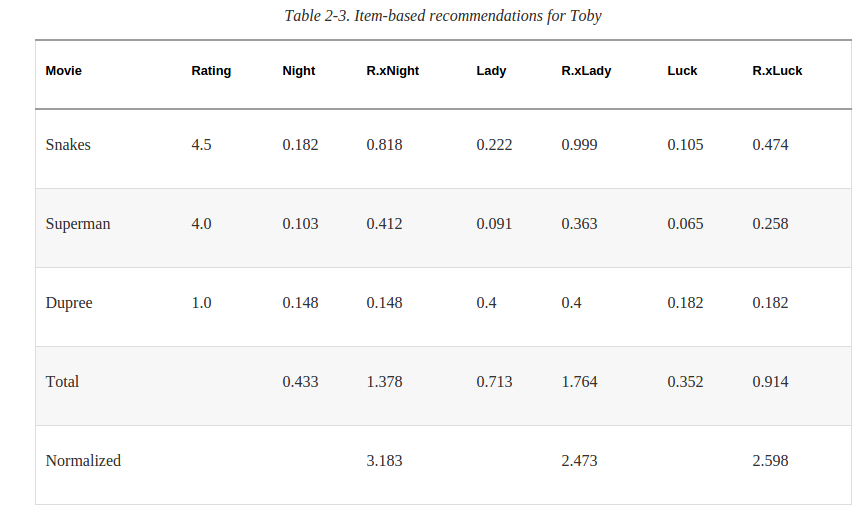 Table 2-3. Item-based recommendations for Toby
Movie Rating Night R.xNight Lady R.xLady Luck R.xLuck
Snakes 4.5 0.182 0.818 0.222 0.999 0.105 0.474
Superman 4.0 0.103 0.412 0.091 0.363 0.065 0.258
Dupree 1.0 0.148 0.148 0.4 0.4 0.182 0.182
Total 0.433 1.378 0.713 1.764 0.352 0.914
Normalized 3.183 2.473 2.598